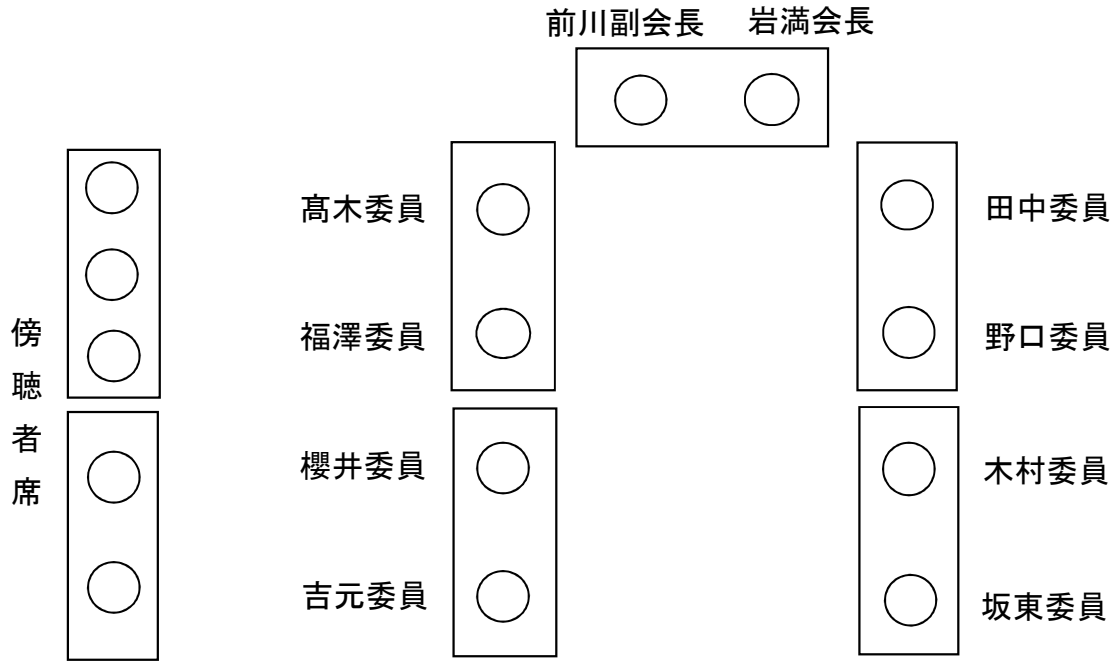 前川副会長 岩満会長
髙木委員 田中委員
福澤委員 野口委員
傍聴者席
櫻井委員 木村委員
吉元委員 坂東委員